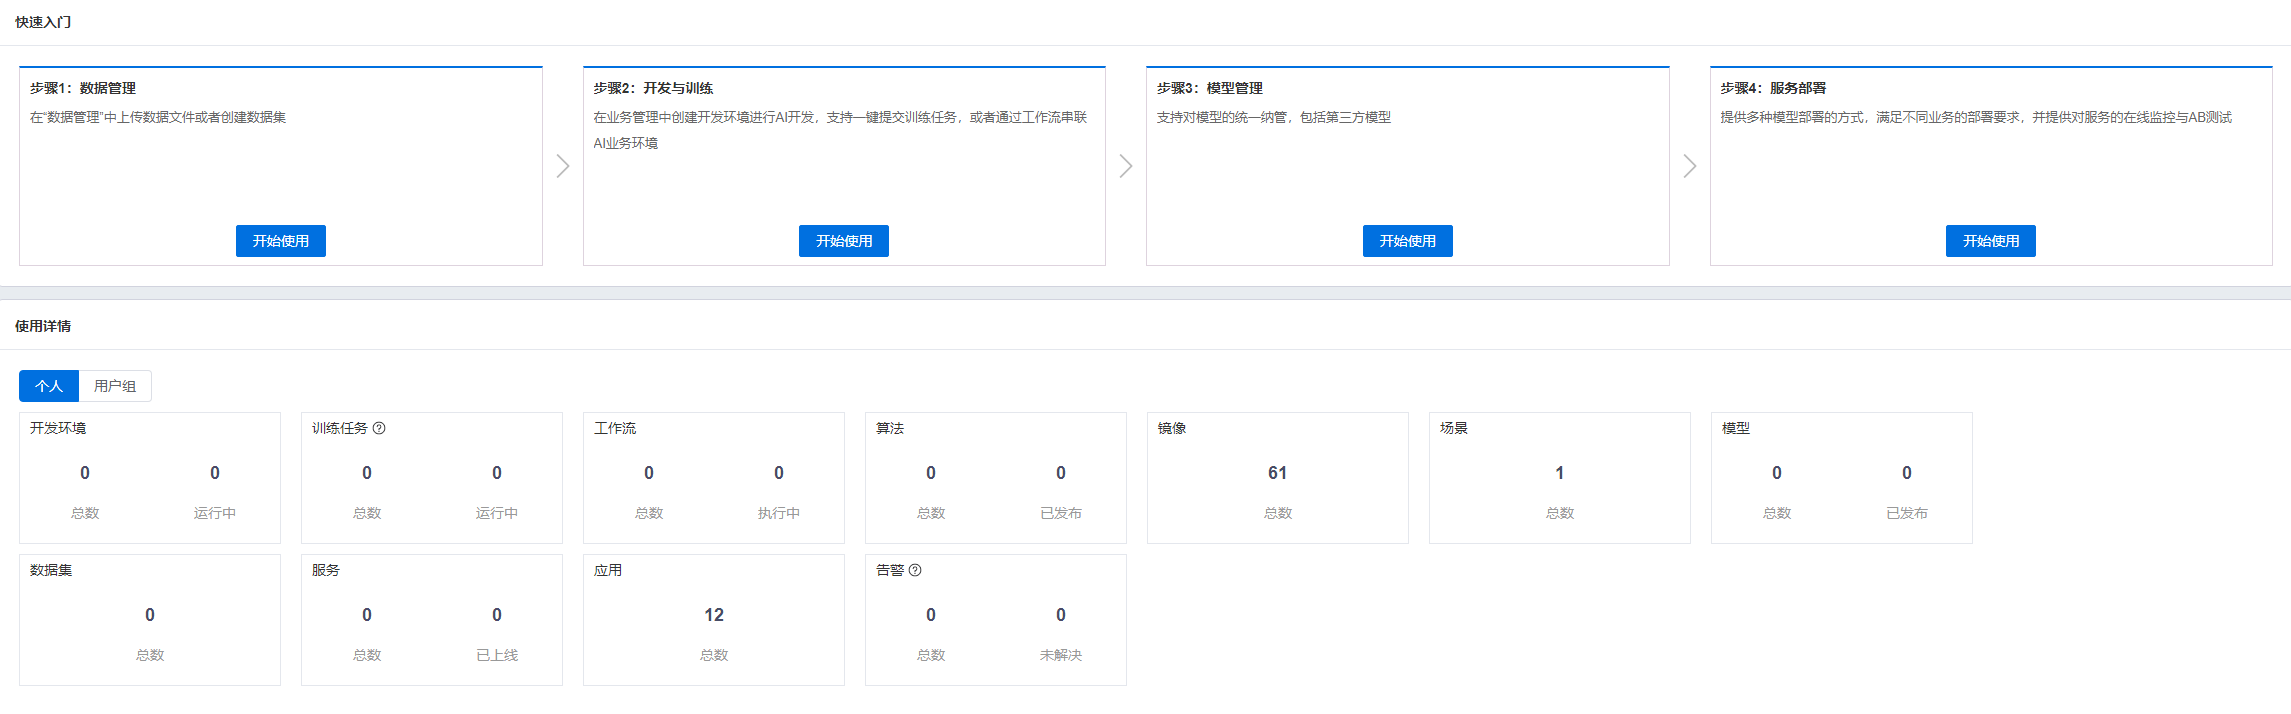 快速入门
步骤1：数据管理
在“数据管理”中上传数据文件或者创建数据集
开始使用
步骤2：开发与训练
在业务管理中创建开发环境进行AI开发，支持一键提交训练任务，或者通过工作流串联
AI业务环境
开始使用
步骤3：模型管理
支持对模型的统一纳管，包括第三方模型
开始使用
步骤4：服务部署
提供多种模型部署的方式，满足不同业务的部署要求，并提供对服务的在线监控与AB测试
开始使用
使用详情
个人 用户组
开发环境
0 0
总数 运行中
训练任务
0 0
总数 运行中
工作流
0 0
总数 执行中
算法
0 0
总数 已发布
镜像
61
总数
场景
1
总数
模型
0 0
总数 已发布
数据集
0
总数
服务
0 0
总数 已上线
应用
12
总数
告警
0 0
总数 未解决